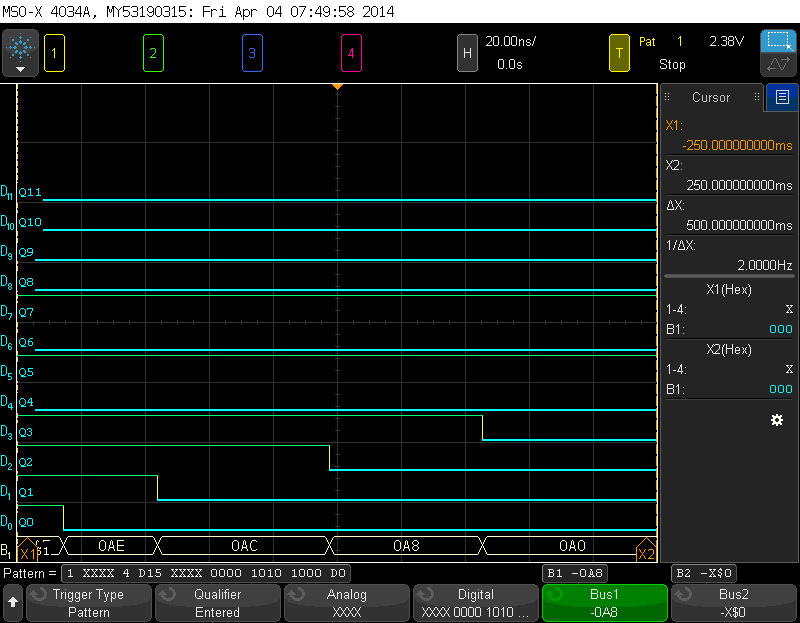 MSO-X 4034A, MY53190315: Fri Apr 04 07:49:58 2014
1 2 3 4 H 20.00ns/ 0.0s T Pat 1 2.38V Stop
Cursor
X1:
-250.000000000ms
X2:
250.000000000ms
ΔX:
500.000000000ms
1/ΔX:
2.0000Hz
X1(Hex)
1-4: X
B1: 000
X2(Hex)
1-4: X
B1: 000
D11 Q11
D10 Q10
D9 Q9
D8 Q8
D7 Q7
D6 Q6
D5 Q5
D4 Q4
D3 Q3
D2 Q2
D1 Q1
D0 Q0
B1 X1 0AE 0AC 0A8 0A0 X2
Pattern = 1 XXXX 4 D15 XXXX 0000 1010 1000 D0 B1 -0A8 B2 -X$0
Trigger Type
Pattern
Qualifier
Entered
Analog
XXXX
Digital
XXXX 0000 1010 ...
Bus1
-0A8
Bus2
-X$0